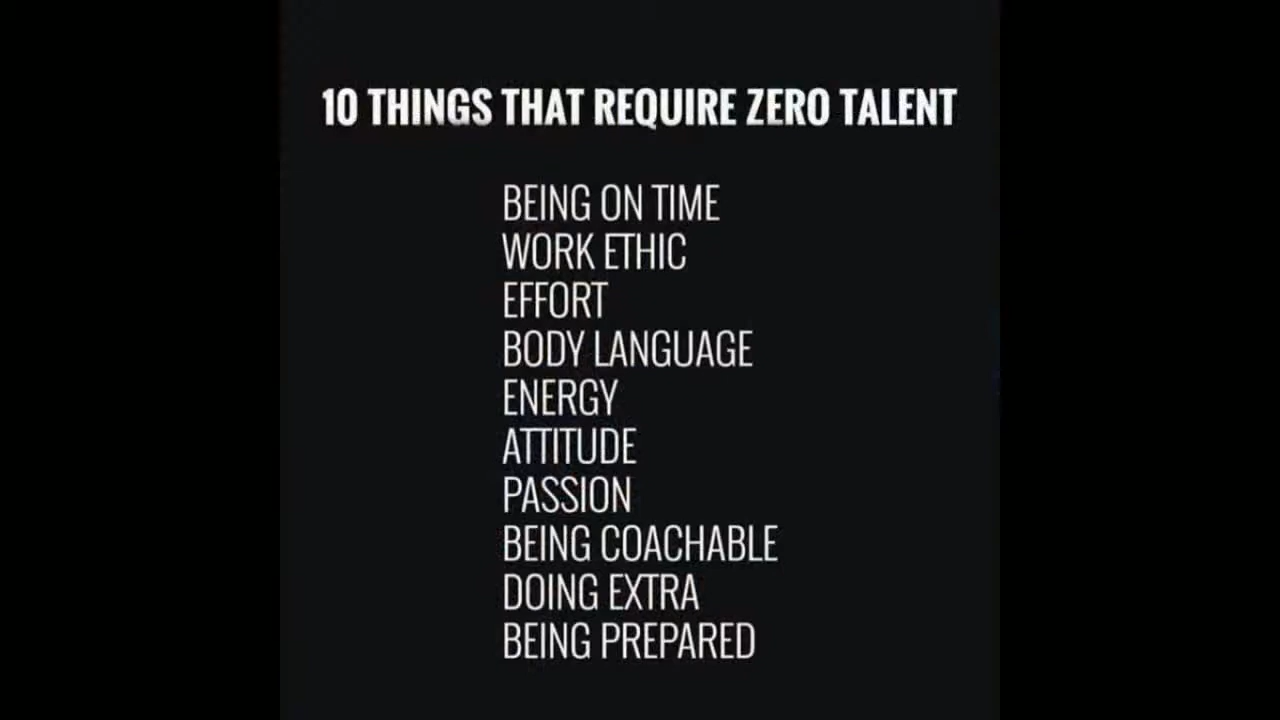 10 THINGS THAT REQUIRE ZERO TALENT
BEING ON TIME
WORK ETHIC
EFFORT
BODY LANGUAGE
ENERGY
ATTITUDE
PASSION
BEING COACHABLE
DOING EXTRA
BEING PREPARED